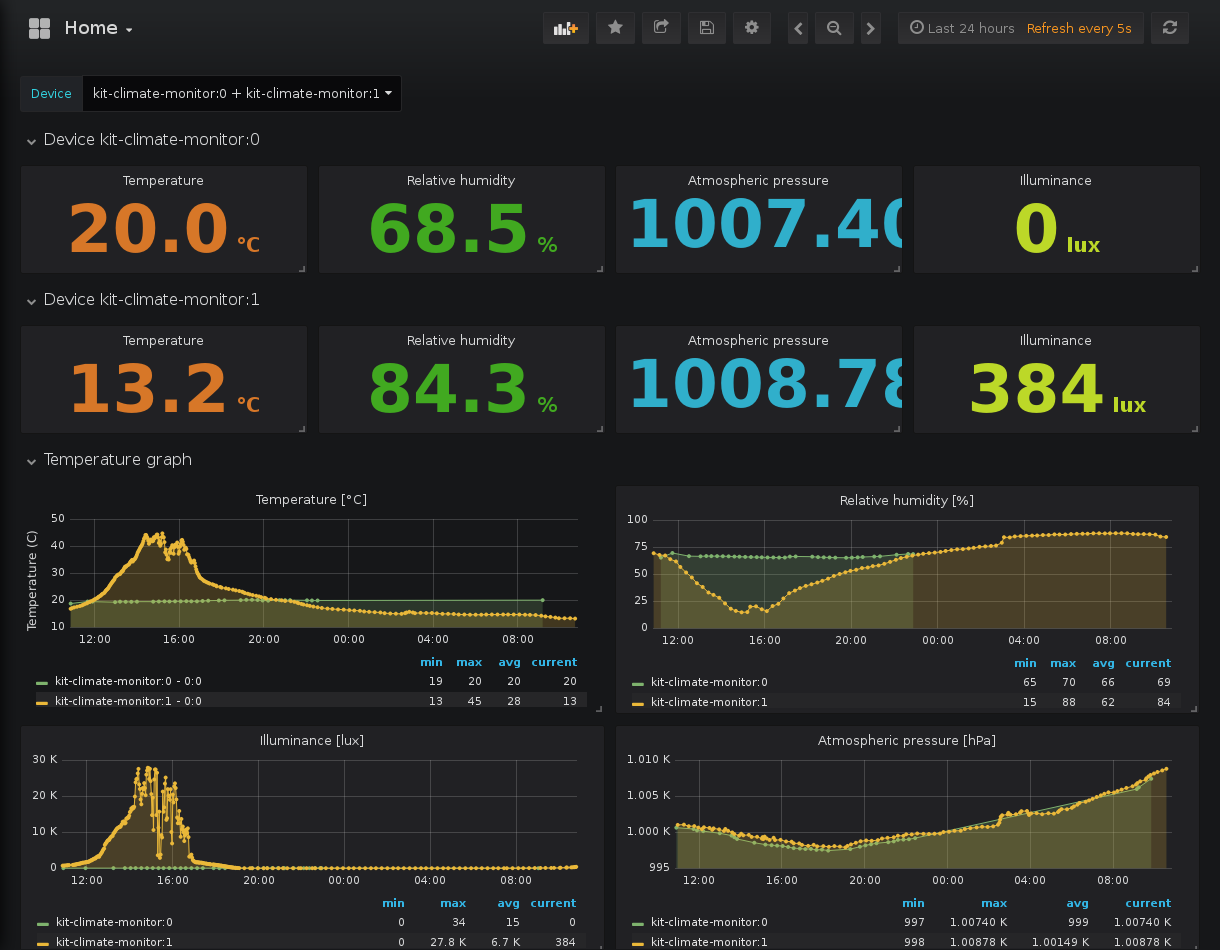 Home
Last 24 hours Refresh every 5s
Device kit-climate-monitor:0 + kit-climate-monitor:1
Device kit-climate-monitor:0
Temperature Relative humidity Atmospheric pressure Illuminance
20.0 °C 68.5 % 1007.40 0 lux
Device kit-climate-monitor:1
Temperature Relative humidity Atmospheric pressure Illuminance
13.2 °C 84.3 % 1008.78 384 lux
Temperature graph
Temperature [°C]
Temperature (C)
50
40
30
20
10
12:00 16:00 20:00 00:00 04:00 08:00
min max avg current
kit-climate-monitor:0 - 0:0 19 20 20 20
kit-climate-monitor:1 - 0:0 13 45 28 13
Relative humidity [%]
100
75
50
25
0
12:00 16:00 20:00 00:00 04:00 08:00
min max avg current
kit-climate-monitor:0 65 70 66 69
kit-climate-monitor:1 15 88 62 84
Illuminance [lux]
30 K
20 K
10 K
0
12:00 16:00 20:00 00:00 04:00 08:00
min max avg current
kit-climate-monitor:0 0 34 15 0
kit-climate-monitor:1 0 27.8 K 6.7 K 384
Atmospheric pressure [hPa]
1.010 K
1.005 K
1.000 K
995
12:00 16:00 20:00 00:00 04:00 08:00
min max avg current
kit-climate-monitor:0 997 1.00740 K 999 1.00740 K
kit-climate-monitor:1 998 1.00878 K 1.00149 K 1.00878 K